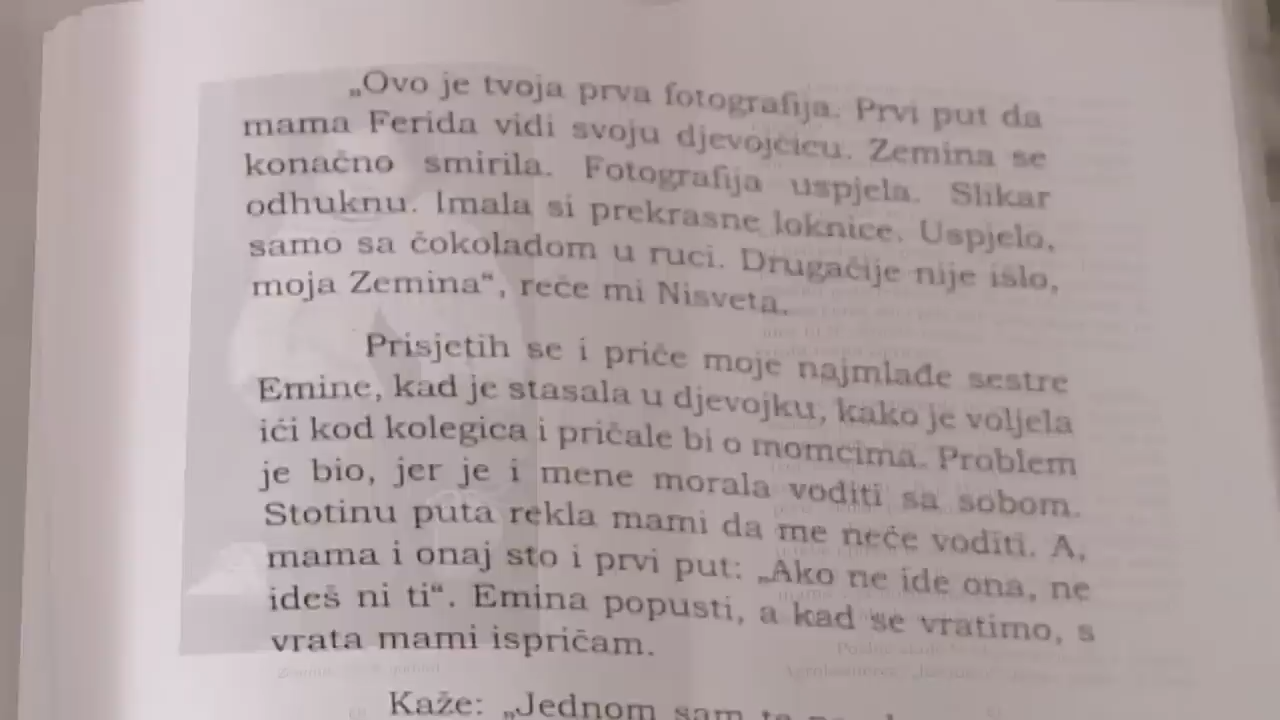 „Ovo je tvoja prva fotografija. Prvi put da
mama Ferida vidi svoju djevojčicu. Zemina se
konačno smirila. Fotografija uspjela. Slikar
odhuknu. Imala si prekrasne loknice. Uspjelo,
samo sa čokoladom u ruci. Drugačije nije islo,
moja Zemina“, reče mi Nisveta.
Prisjetih se i priče moje najmlađe sestre
Emine, kad je stasala u djevojku, kako je voljela
ići kod kolegica i pričale bi o momcima. Problem
je bio, jer je i mene morala voditi sa sobom.
Stotinu puta rekla mami da me neće voditi. A,
mama i onaj sto i prvi put: „Ako ne ide ona, ne
ideš ni ti“. Emina popusti, a kad se vratimo, s
vrata mami ispričam.
Kaže: „Jednom sam te